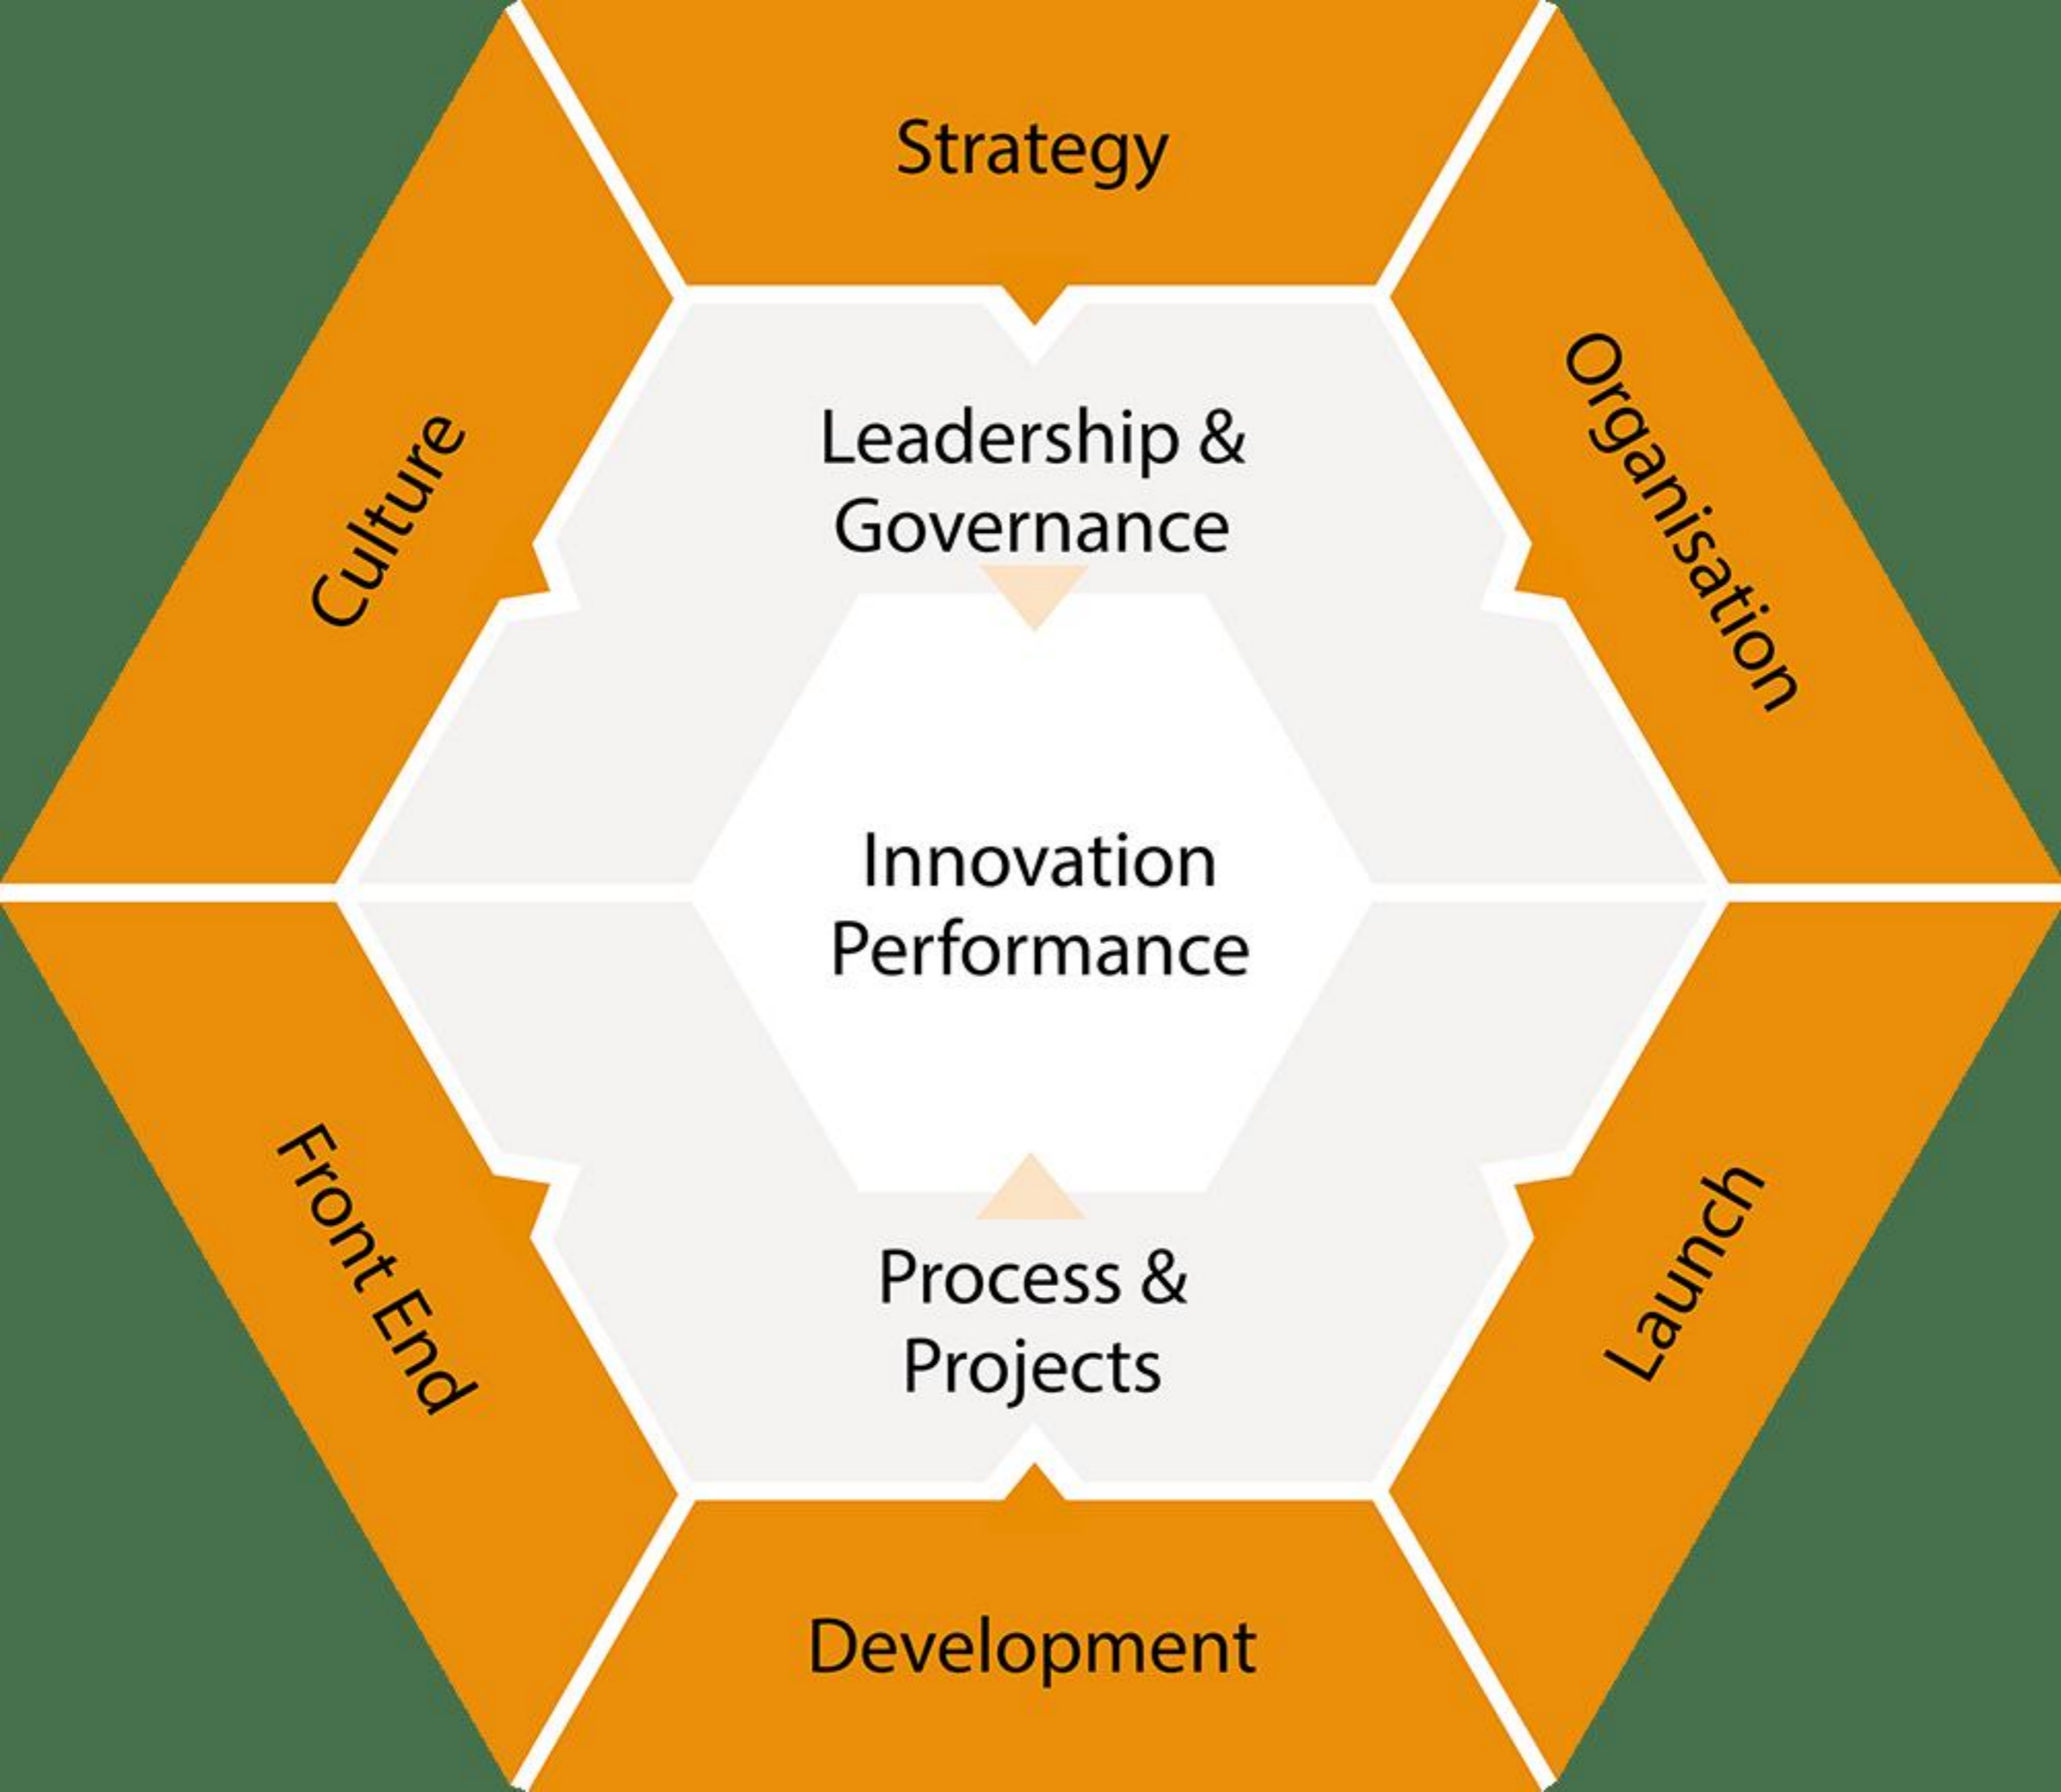 Strategy
Culture
Organisation
Leadership &
Governance
Innovation
Performance
Front End
Launch
Process &
Projects
Development